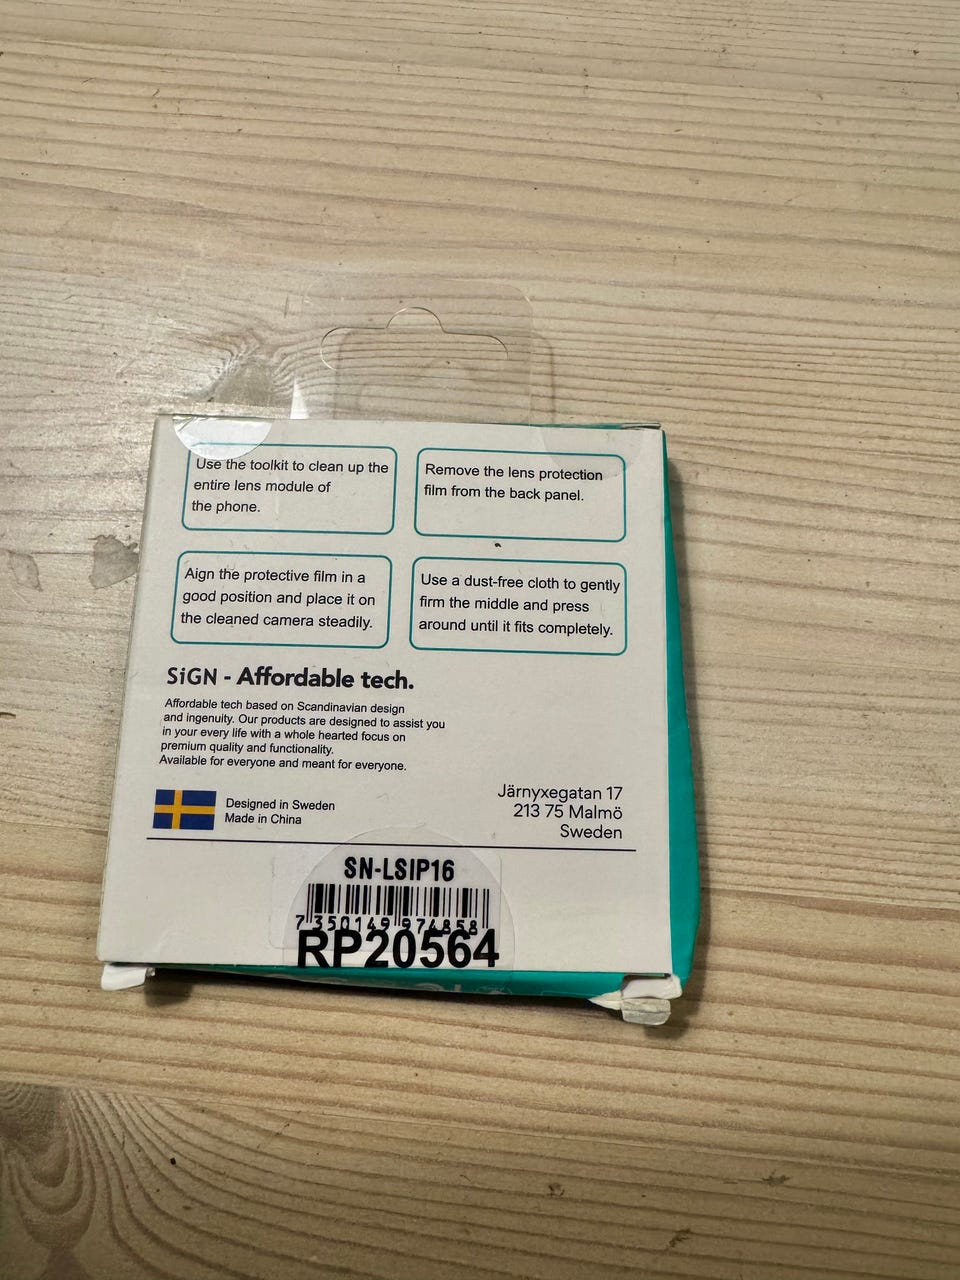 Use the toolkit to clean up the
entire lens module of
the phone.
Remove the lens protection
film from the back panel.
Aign the protective film in a
good position and place it on
the cleaned camera steadily.
Use a dust-free cloth to gently
firm the middle and press
around until it fits completely.
SiGN - Affordable tech.
Affordable tech based on Scandinavian design
and ingenuity. Our products are designed to assist you
in your every life with a whole hearted focus on
premium quality and functionality.
Available for everyone and meant for everyone.
Designed in Sweden
Made in China
Järnyxegatan 17
213 75 Malmö
Sweden
SN-LSIP16
7 350149 974858
RP20564